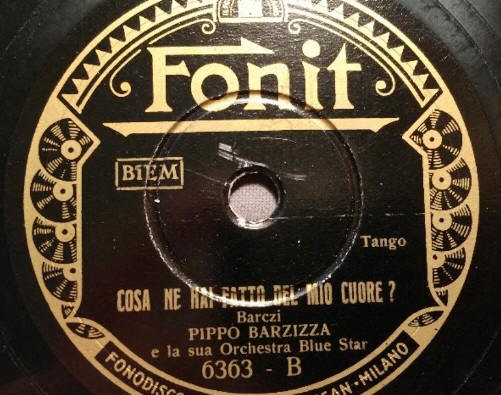 Fonit
BIEM
Tango
COSA NE HAI FATTO DEL MIO CUORE?
Barczi
PIPPO BARZIZZA
e la sua Orchestra Blue Star
6363 - B
FONODISCO
MILANO